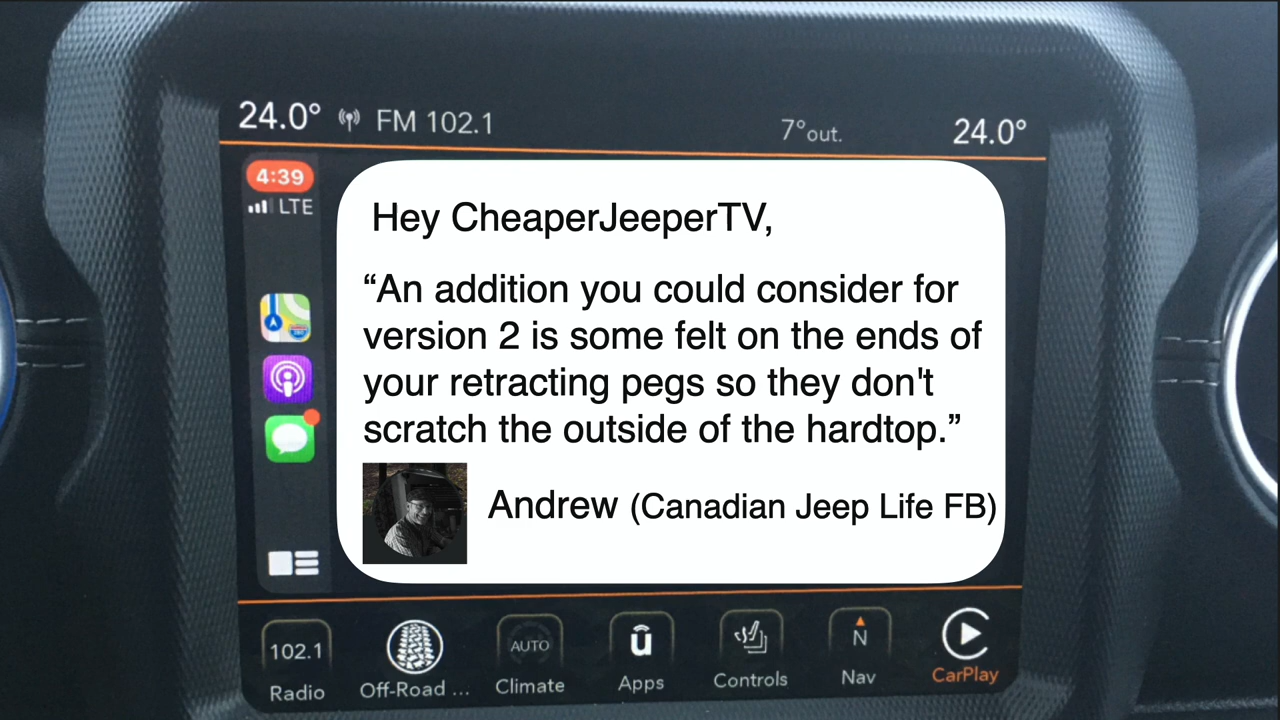 24.0° FM 102.1 7°out. 24.0°
4:39
LTE
Hey CheaperJeeperTV,
“An addition you could consider for
version 2 is some felt on the ends of
your retracting pegs so they don't
scratch the outside of the hardtop.”
Andrew (Canadian Jeep Life FB)
102.1 AUTO û N
Radio Off-Road ... Climate Apps Controls Nav CarPlay